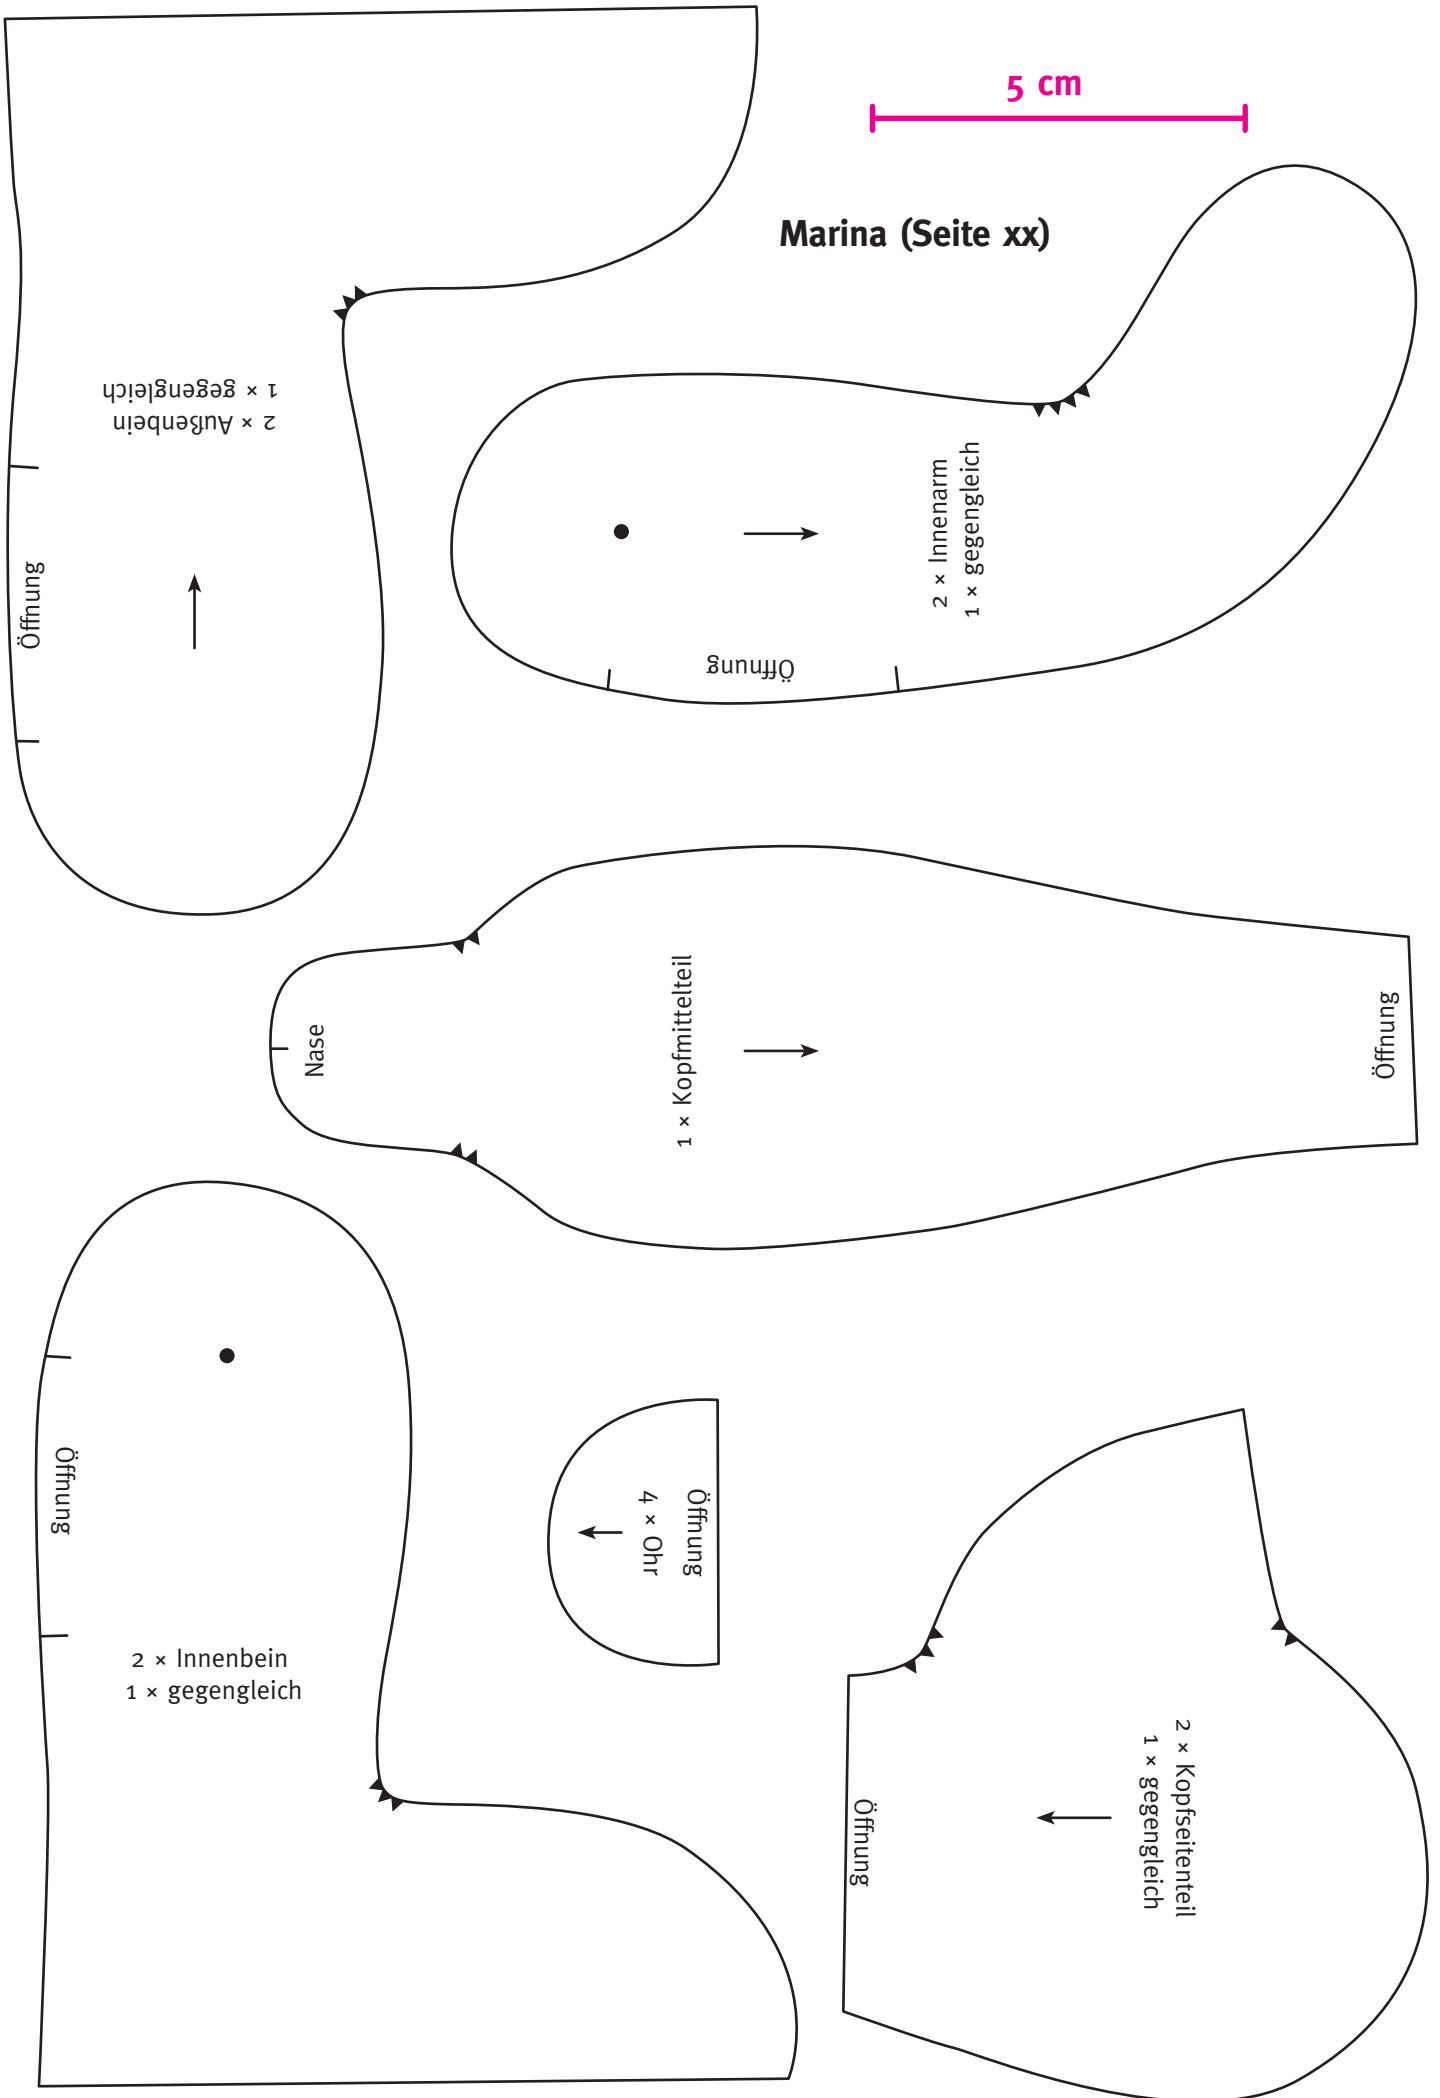 5 cm
Marina (Seite xx)
2 × Außenbein
1 × gegengleich
Öffnung
2 × Innenarm
1 × gegengleich
Öffnung
Nase
1 × Kopfmittelteil
Öffnung
Öffnung
2 × Innenbein
1 × gegengleich
Öffnung
4 × Ohr
2 × Kopfseitenteil
1 × gegengleich
Öffnung